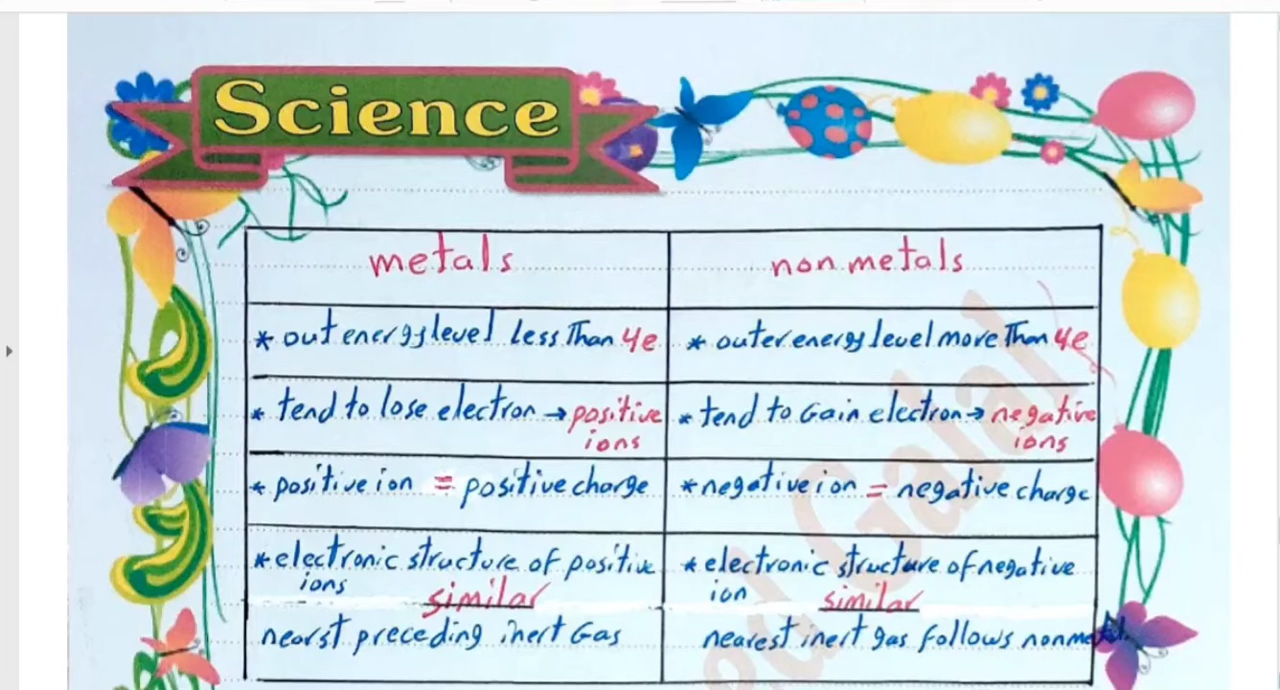 Science
metals
nonmetals
* out energy level less Than 4e
* outer energy level more Than 4e
* tend to lose electron → positive
ions
* tend to Gain electron → negative
ions
* positive ion = positive charge
* negative ion = negative charge
* electronic structure of positive
ions similar
nearst preceding inert Gas
* electronic structure of negative
ion similar
nearest inert gas follows nonmetal.
Galal